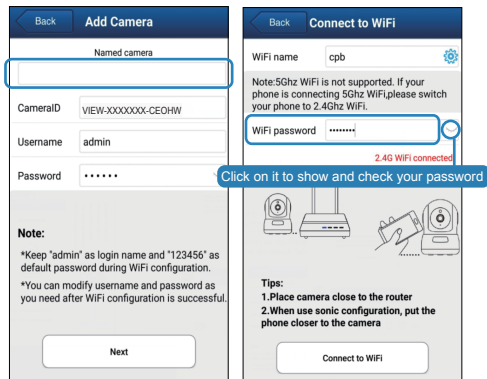 Back
Add Camera
Named camera
CameraID
VIEW-XXXXXXX-CEOHW
Username
admin
Password
••••••
Note:
*Keep "admin" as login name and "123456" as
default password during WiFi configuration.
*You can modify username and password as
you need after WiFi configuration is successful.
Next
Back
Connect to WiFi
WiFi name
cpb
Note:5Ghz WiFi is not supported. If your
phone is connecting 5Ghz WiFi,please switch
your phone to 2.4Ghz WiFi.
WiFi password
••••••••
2.4G WiFi connected
Click on it to show and check your password
Tips:
1.Place camera close to the router
2.When use sonic configuration, put the
phone closer to the camera
Connect to WiFi